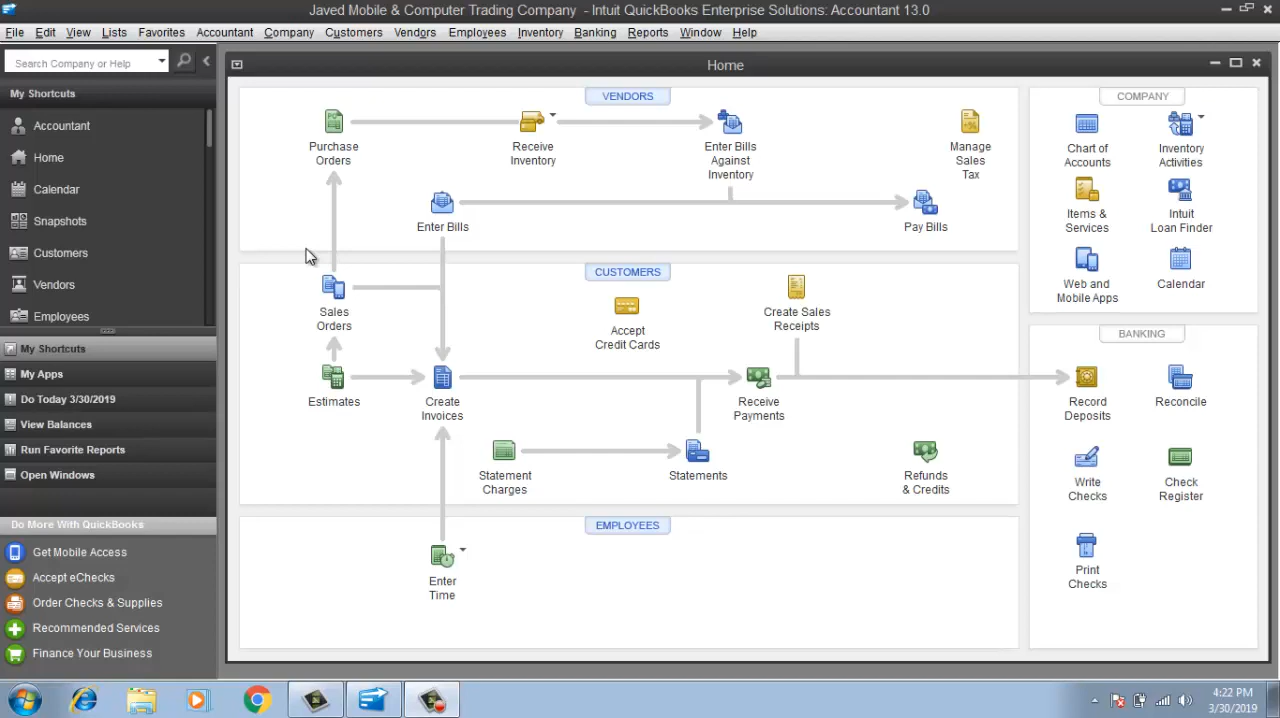 Javed Mobile & Computer Trading Company - Intuit QuickBooks Enterprise Solutions: Accountant 13.0
File Edit View Lists Favorites Accountant Company Customers Vendors Employees Inventory Banking Reports Window Help
Search Company or Help
My Shortcuts
Accountant
Home
Calendar
Snapshots
Customers
Vendors
Employees
My Shortcuts
My Apps
Do Today 3/30/2019
View Balances
Run Favorite Reports
Open Windows
Do More With QuickBooks
Get Mobile Access
Accept eChecks
Order Checks & Supplies
Recommended Services
Finance Your Business
Home
VENDORS
Purchase
Orders
Receive
Inventory
Enter Bills
Against
Inventory
Manage
Sales
Tax
Enter Bills
Pay Bills
CUSTOMERS
Sales
Orders
Accept
Credit Cards
Create Sales
Receipts
Estimates
Create
Invoices
Receive
Payments
Statement
Charges
Statements
Refunds
& Credits
EMPLOYEES
Enter
Time
COMPANY
Chart of
Accounts
Inventory
Activities
Items &
Services
Intuit
Loan Finder
Web and
Mobile Apps
Calendar
BANKING
Record
Deposits
Reconcile
Write
Checks
Check
Register
Print
Checks
4:22 PM
3/30/2019